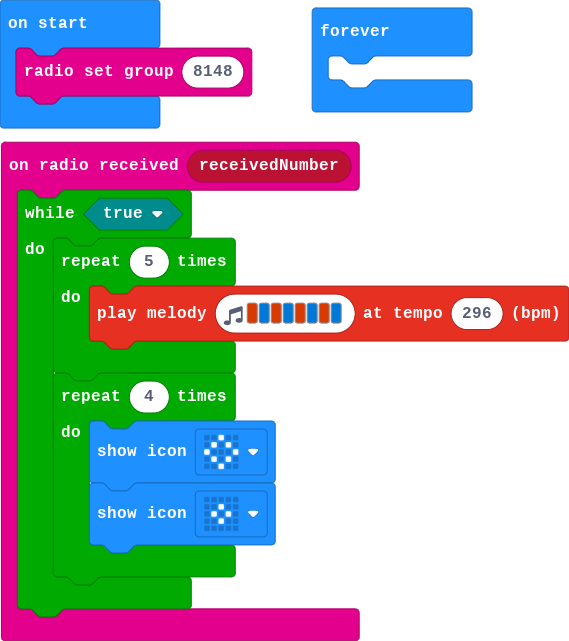 on start
radio set group 8148
forever
on radio received receivedNumber
while true
do
repeat 5 times
do
play melody at tempo 296 (bpm)
repeat 4 times
do
show icon
show icon